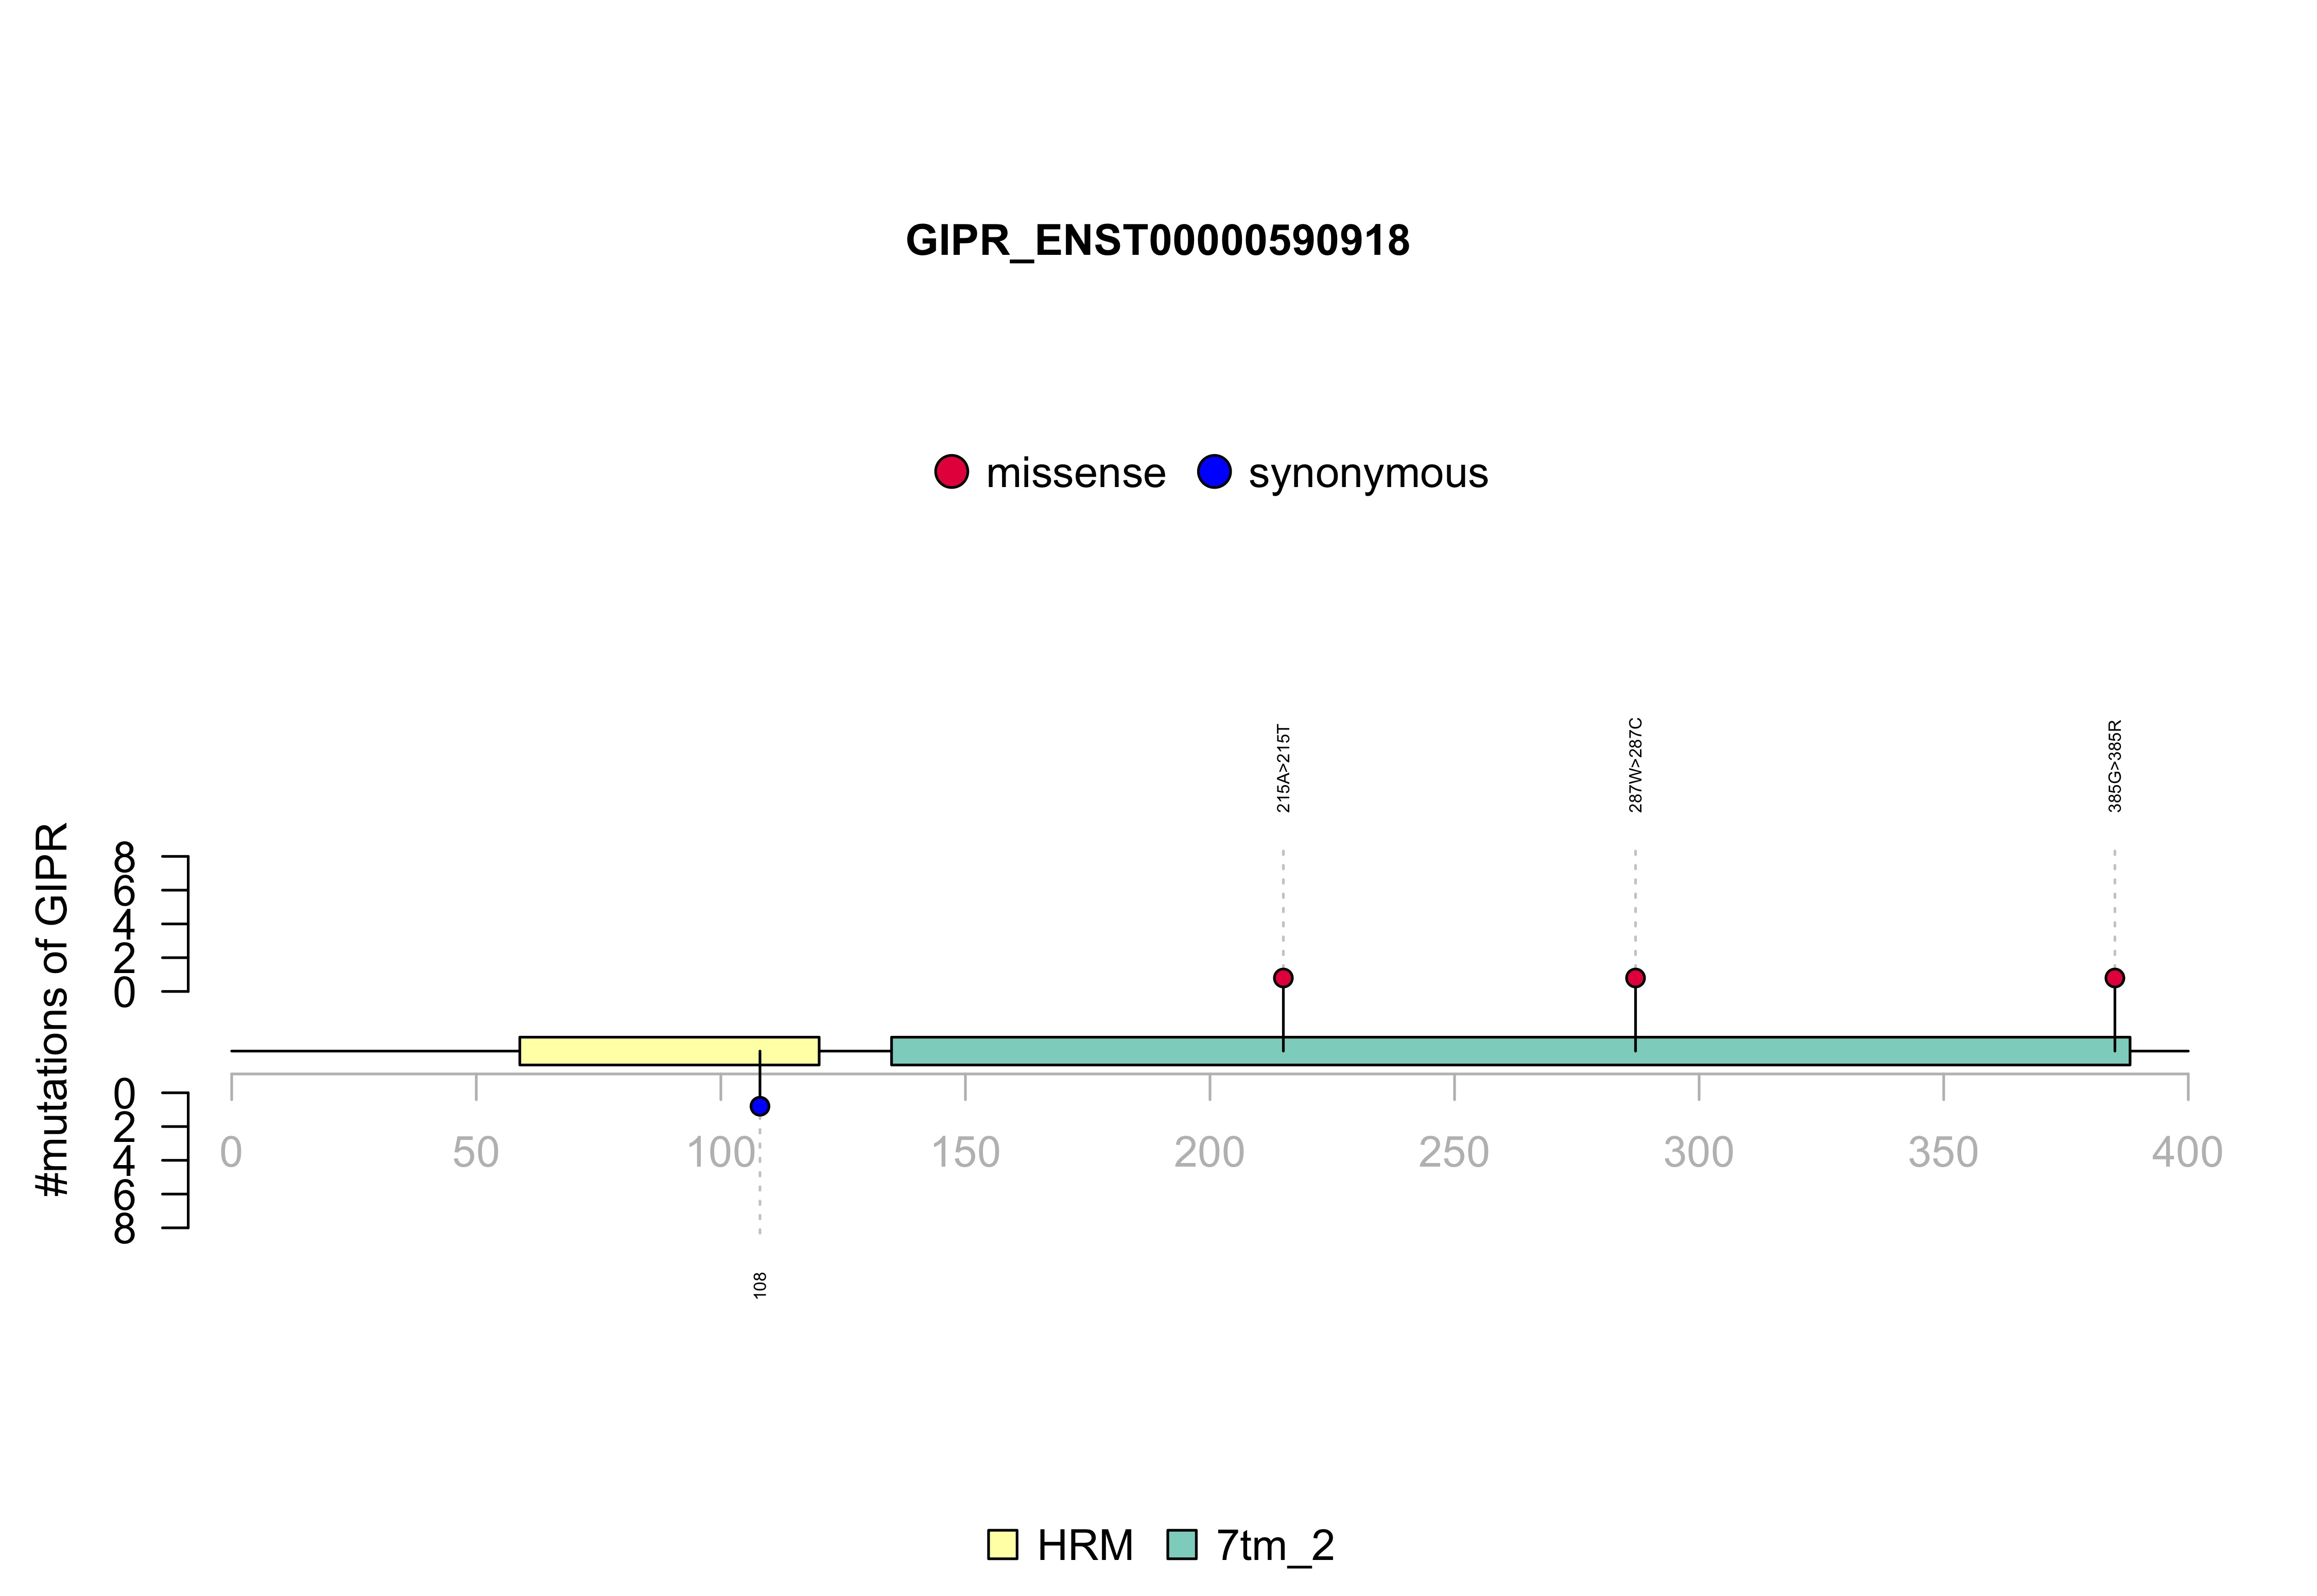 GIPR_ENST00000590918
missense synonymous
215A>215T
287W>287C
385G>385R
#mutations of GIPR
8
6
4
2
0
0
2
4
6
8
0 50 100 150 200 250 300 350 400
108
HRM 7tm_2